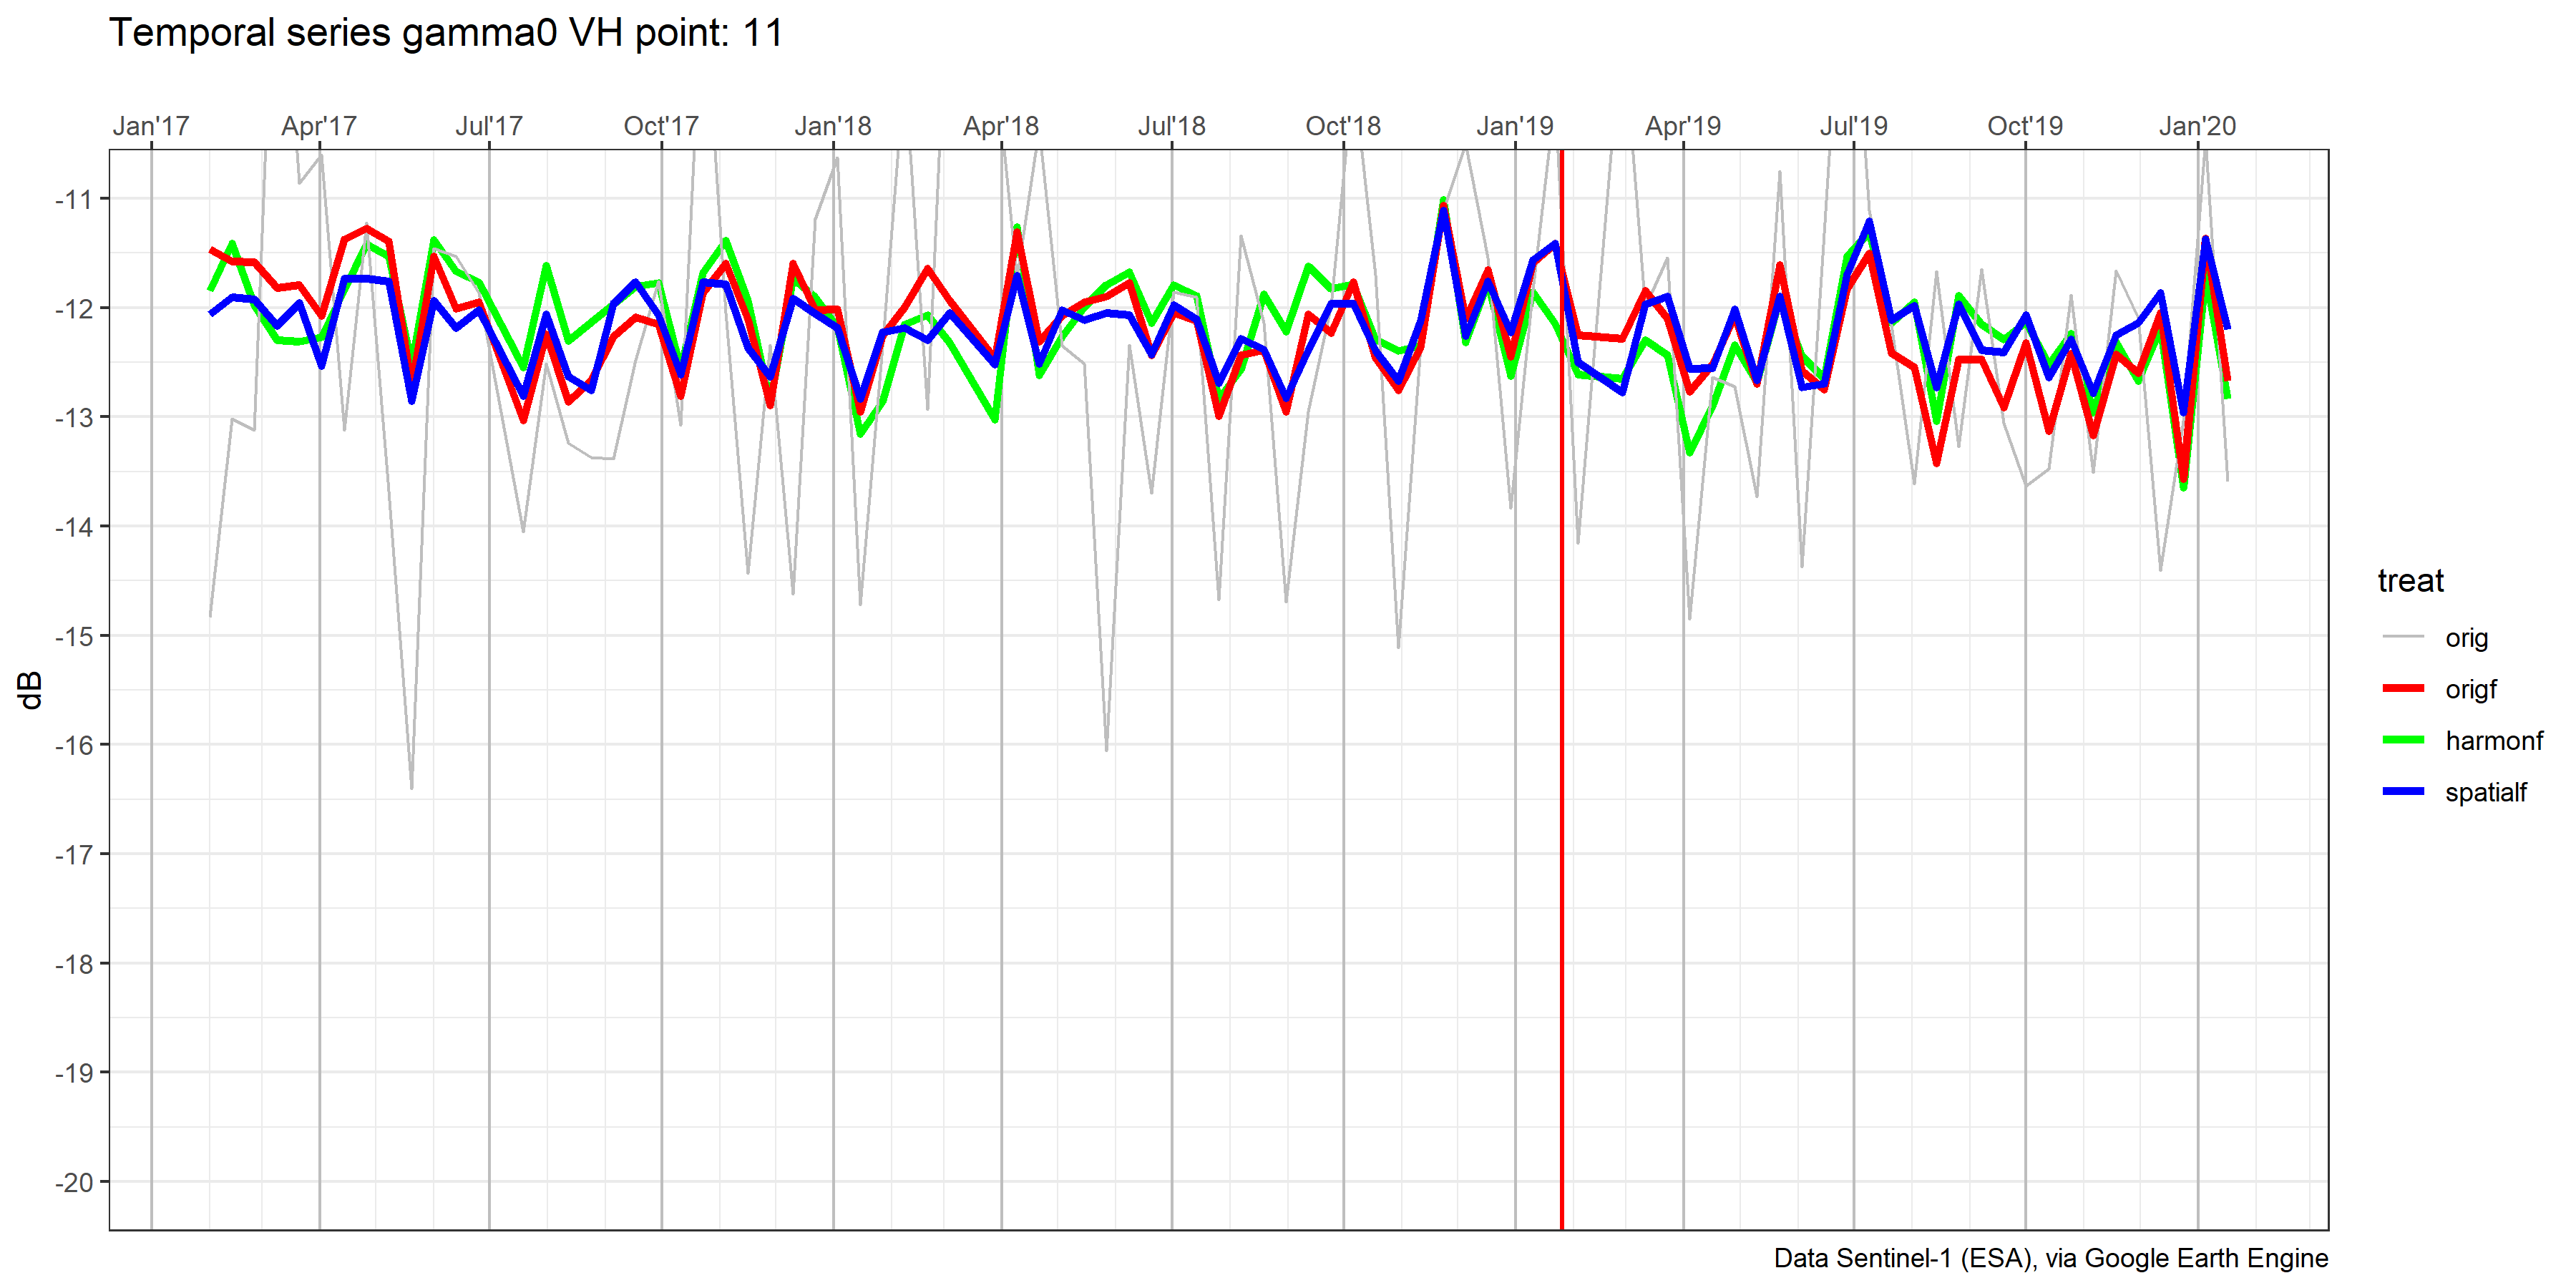 Temporal series gamma0 VH point: 11
Jan'17 Apr'17 Jul'17 Oct'17 Jan'18 Apr'18 Jul'18 Oct'18 Jan'19 Apr'19 Jul'19 Oct'19 Jan'20
-11
-12
-13
-14
-15
-16
-17
-18
-19
-20
dB
treat
orig
origf
harmonf
spatialf
Data Sentinel-1 (ESA), via Google Earth Engine